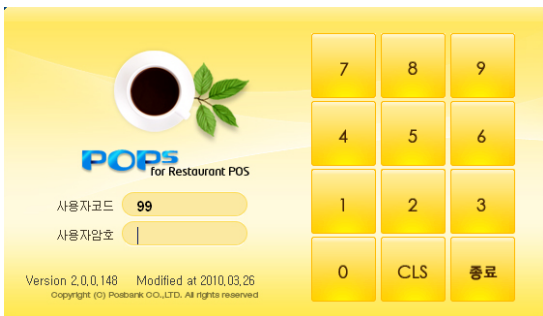 POPs
for Restaurant POS
사용자코드 99
사용자암호
Version 2,0,0,148 Modified at 2010,03,26
Copyright (C) Posbank CO.,LTD. All rights reserved
7 8 9
4 5 6
1 2 3
0 CLS 종료